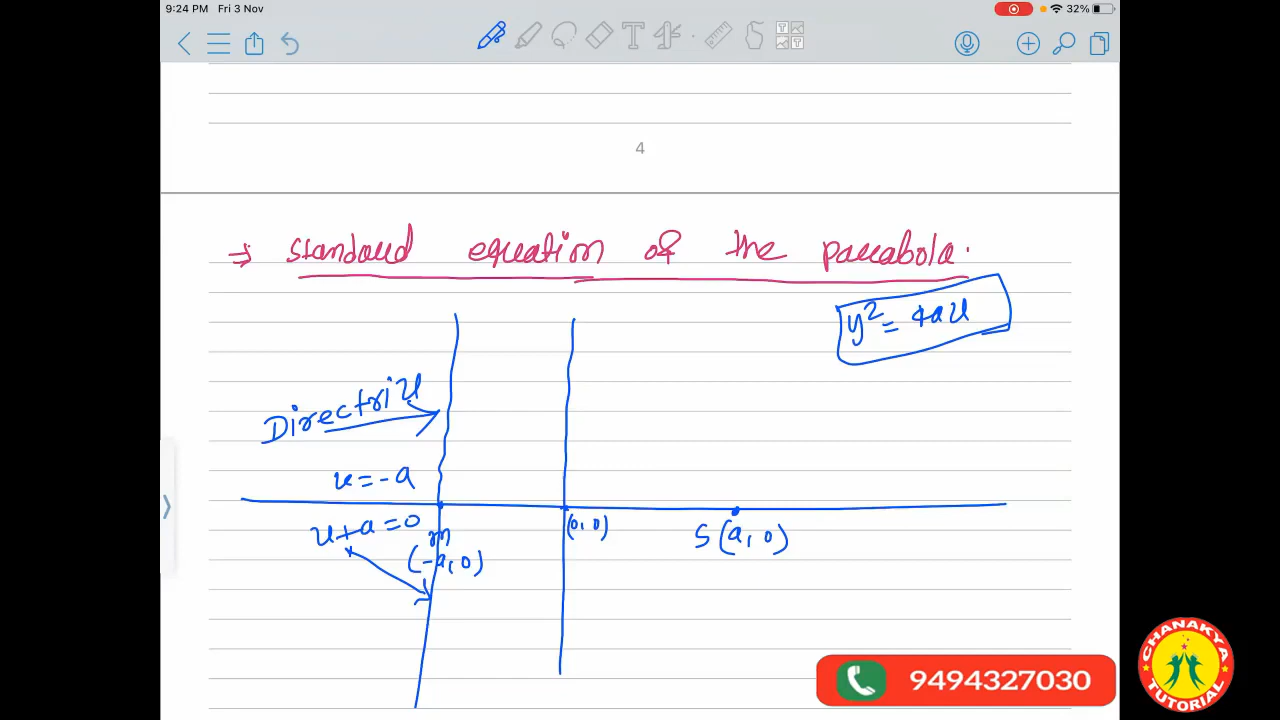 9:24 PM Fri 3 Nov
32%
4
⇒ Standard equation of the parabola.
y² = 4ax
Directrix
x = -a
x+a = 0
m
(0,0)
S(a,0)
(-a,0)
9494327030
CHANAKYA
TUTORIAL